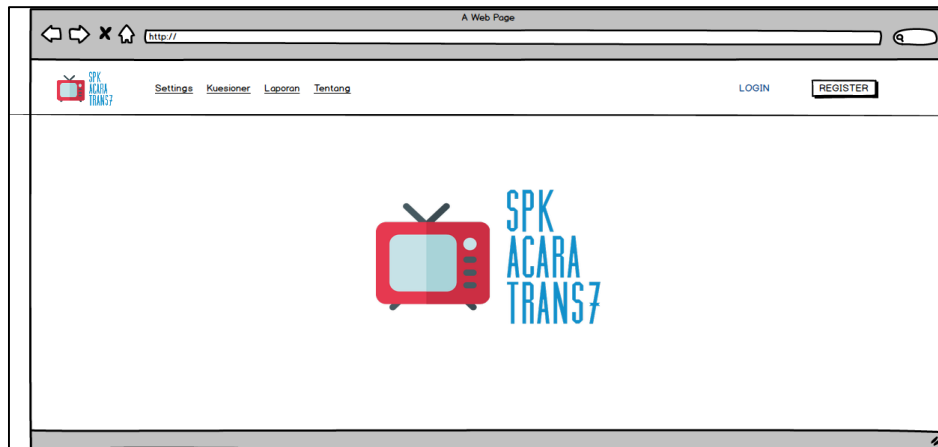 A Web Page
http://
SPK
ACARA
TRANS7
Settings Kuesioner Laporan Tentang LOGIN REGISTER
SPK
ACARA
TRANS7